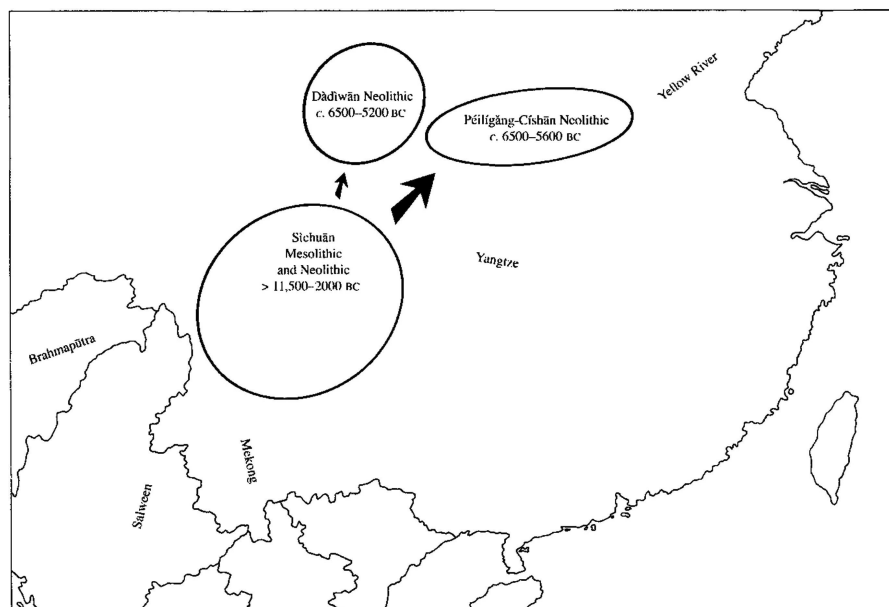 Yellow River
Dàdìwān Neolithic
c. 6500–5200 BC
Péilígǎng-Císhān Neolithic
c. 6500–5600 BC
Sìchuān
Mesolithic
and Neolithic
> 11,500–2000 BC
Yangtze
Brahmapūtra
Mekong
Salween